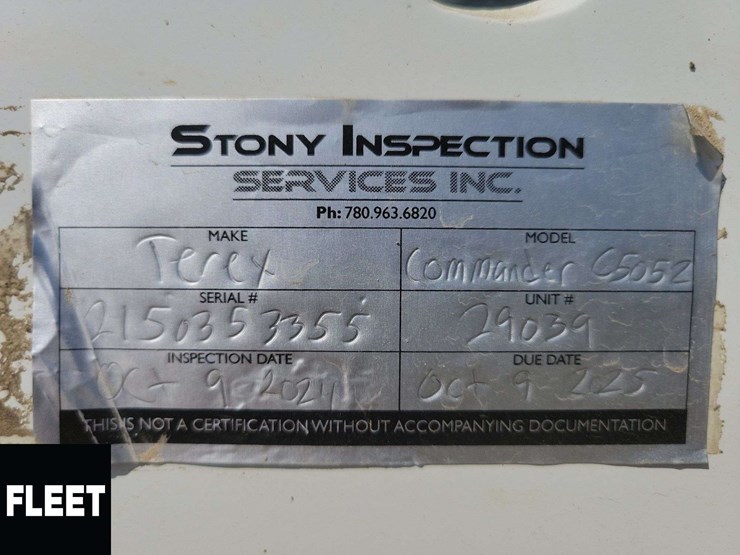 STONY INSPECTION
SERVICES INC.
Ph: 780.963.6820
MAKE MODEL
Terex Commander C5052
SERIAL # UNIT #
2150353355 29039
INSPECTION DATE DUE DATE
Oct 9 2024 Oct 9 2025
THIS IS NOT A CERTIFICATION WITHOUT ACCOMPANYING DOCUMENTATION
FLEET